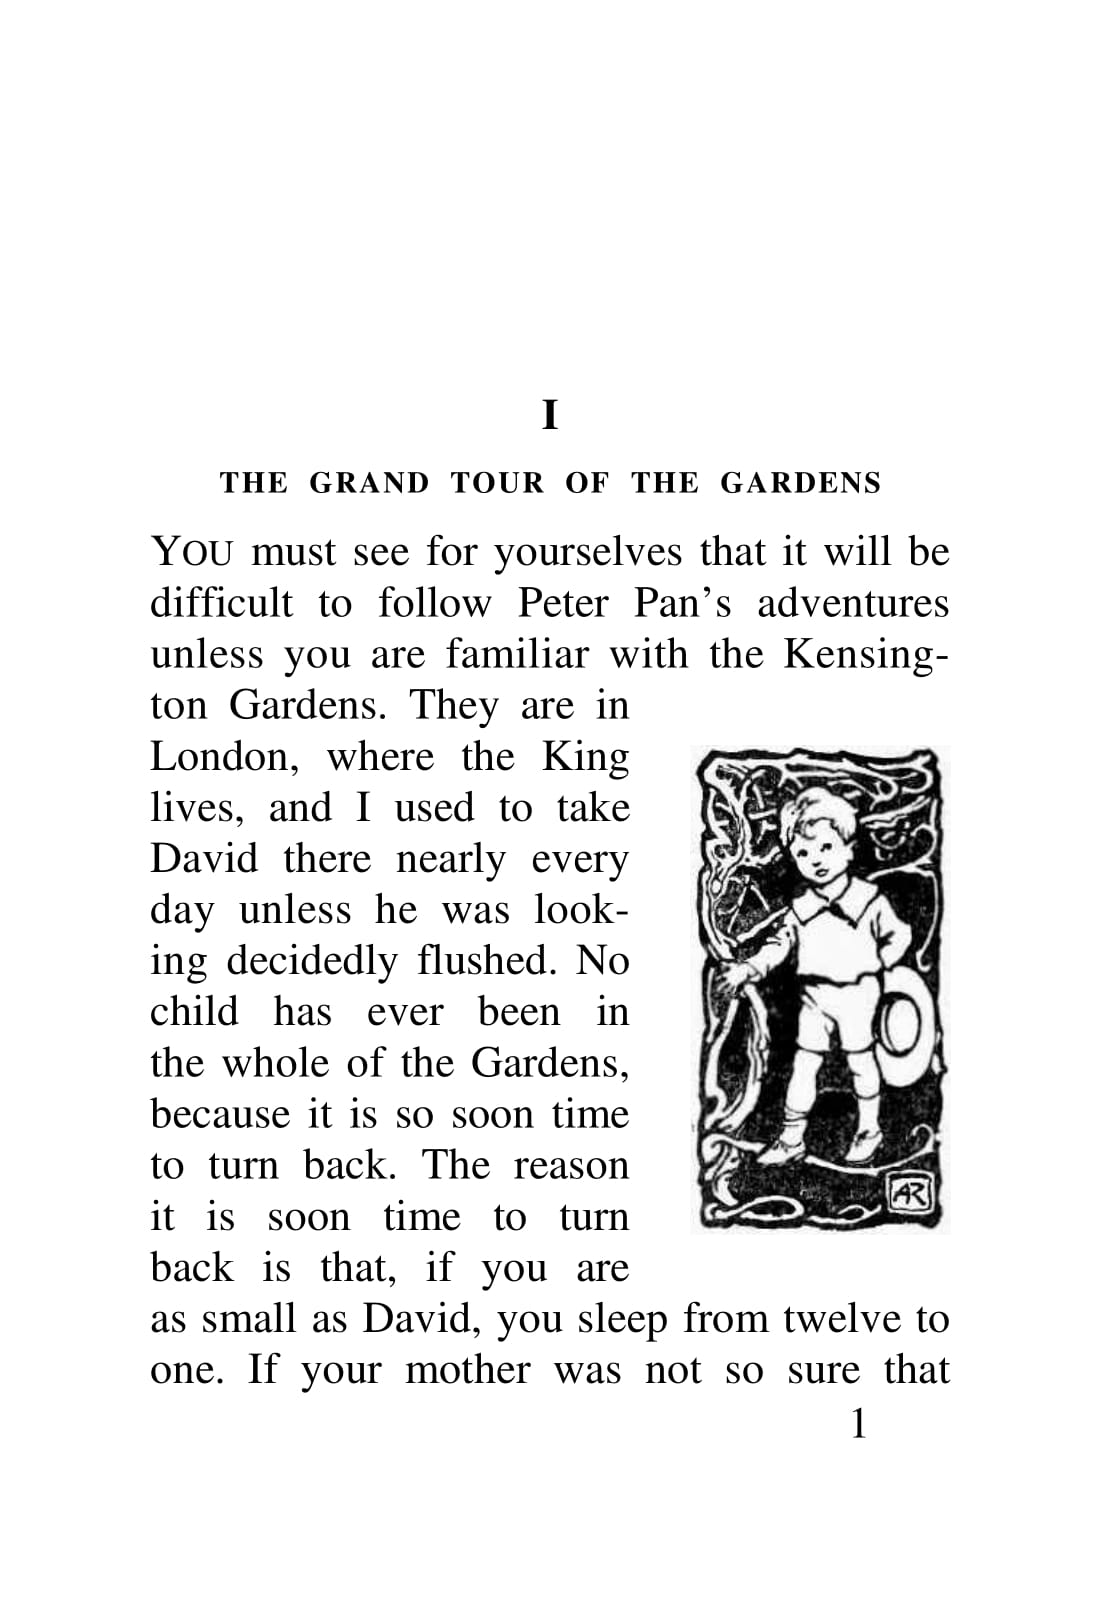 I
THE GRAND TOUR OF THE GARDENS
YOU must see for yourselves that it will be
difficult to follow Peter Pan’s adventures
unless you are familiar with the Kensing-
ton Gardens. They are in
London, where the King
lives, and I used to take
David there nearly every
day unless he was look-
ing decidedly flushed. No
child has ever been in
the whole of the Gardens,
because it is so soon time
to turn back. The reason
it is soon time to turn
back is that, if you are
AR
as small as David, you sleep from twelve to
one. If your mother was not so sure that
1